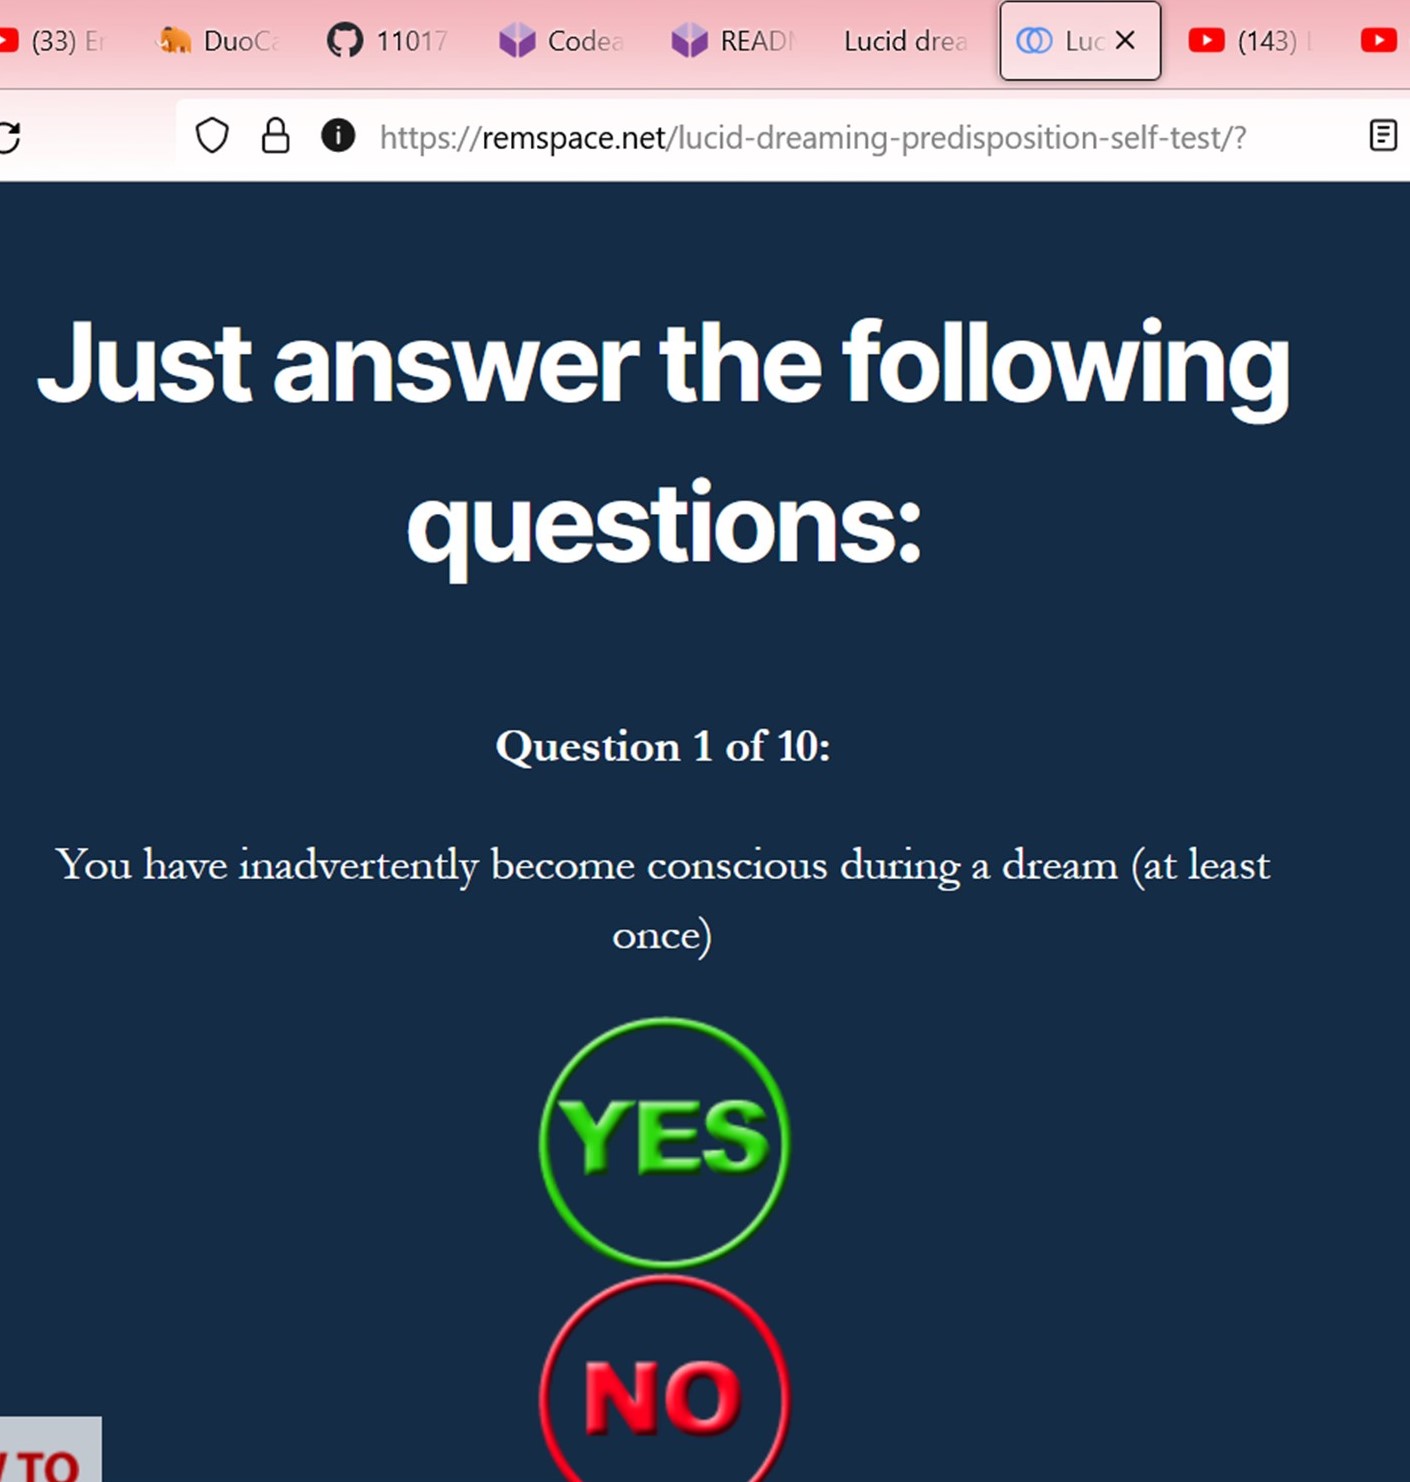 (33) Er
DuoCa
11017
Codea
READ
Lucid drea
Luc
(143)
https://remspace.net/lucid-dreaming-predisposition-self-test/?
Just answer the following
questions:
Question 1 of 10:
You have inadvertently become conscious during a dream (at least
once)
YES
NO
TO